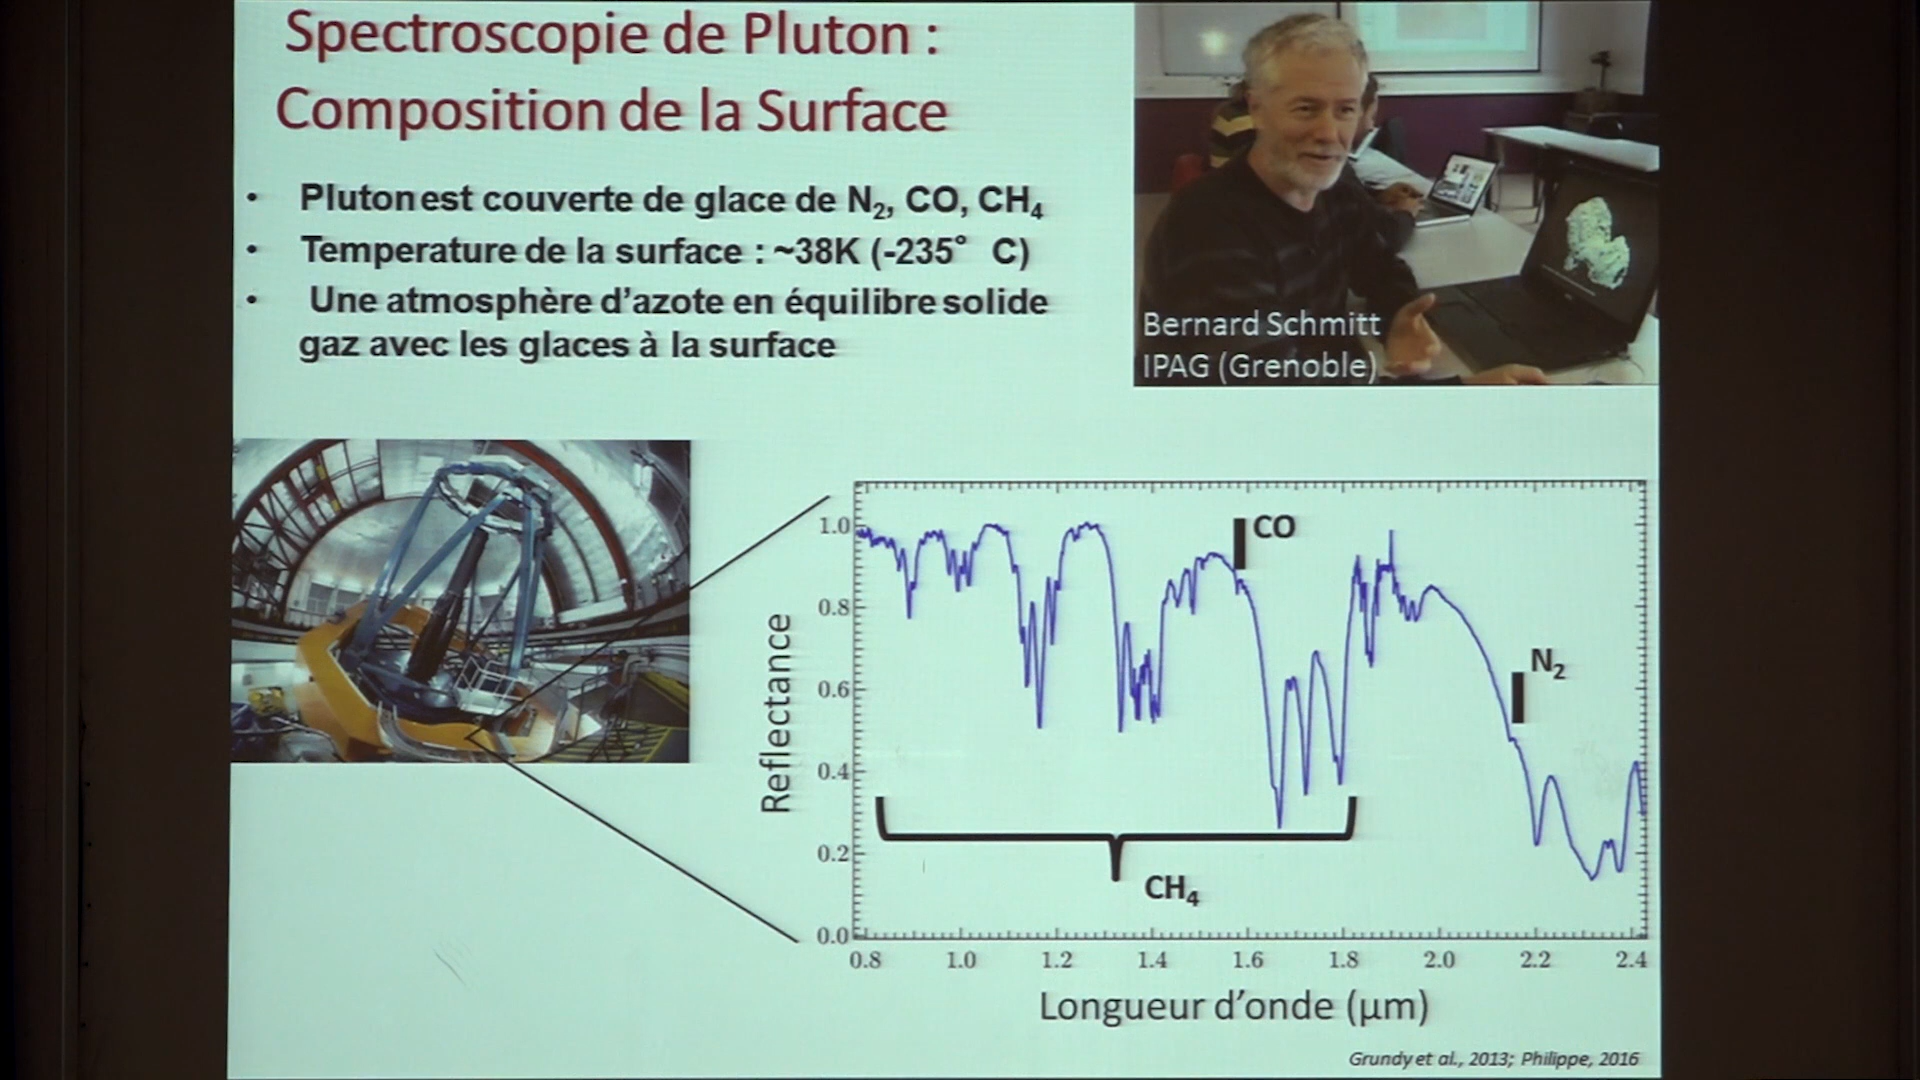 Spectroscopie de Pluton :
Composition de la Surface
• Pluton est couverte de glace de N₂, CO, CH₄
• Temperature de la surface : ~38K (-235° C)
• Une atmosphère d'azote en équilibre solide
gaz avec les glaces à la surface
Bernard Schmitt
IPAG (Grenoble)
Reflectance
1.0
0.8
0.6
0.4
0.2
0.0
CO
N₂
CH₄
0.8 1.0 1.2 1.4 1.6 1.8 2.0 2.2 2.4
Longueur d'onde (µm)
Grundy et al., 2013; Philippe, 2016